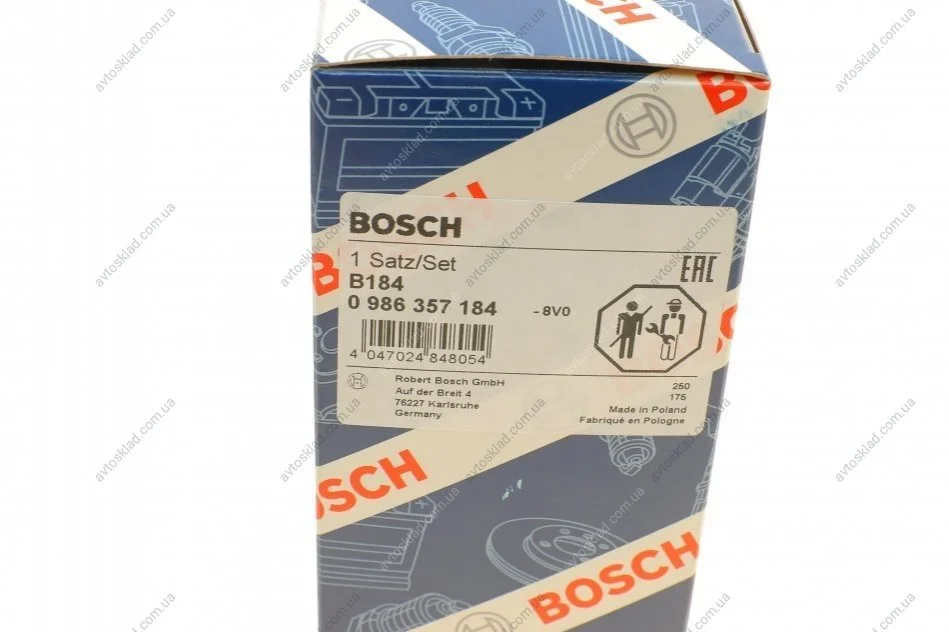 BOSCH
BOSCH
BOSCH
1 Satz/Set
B184
0 986 357 184
-8V0
EAC
4 047024 848054
Robert Bosch GmbH
Auf der Breit 4
76227 Karlsruhe
Germany
250
175
Made in Poland
Fabriqué en Pologne
BOSCH
BOSCH
avtosklad.com.ua